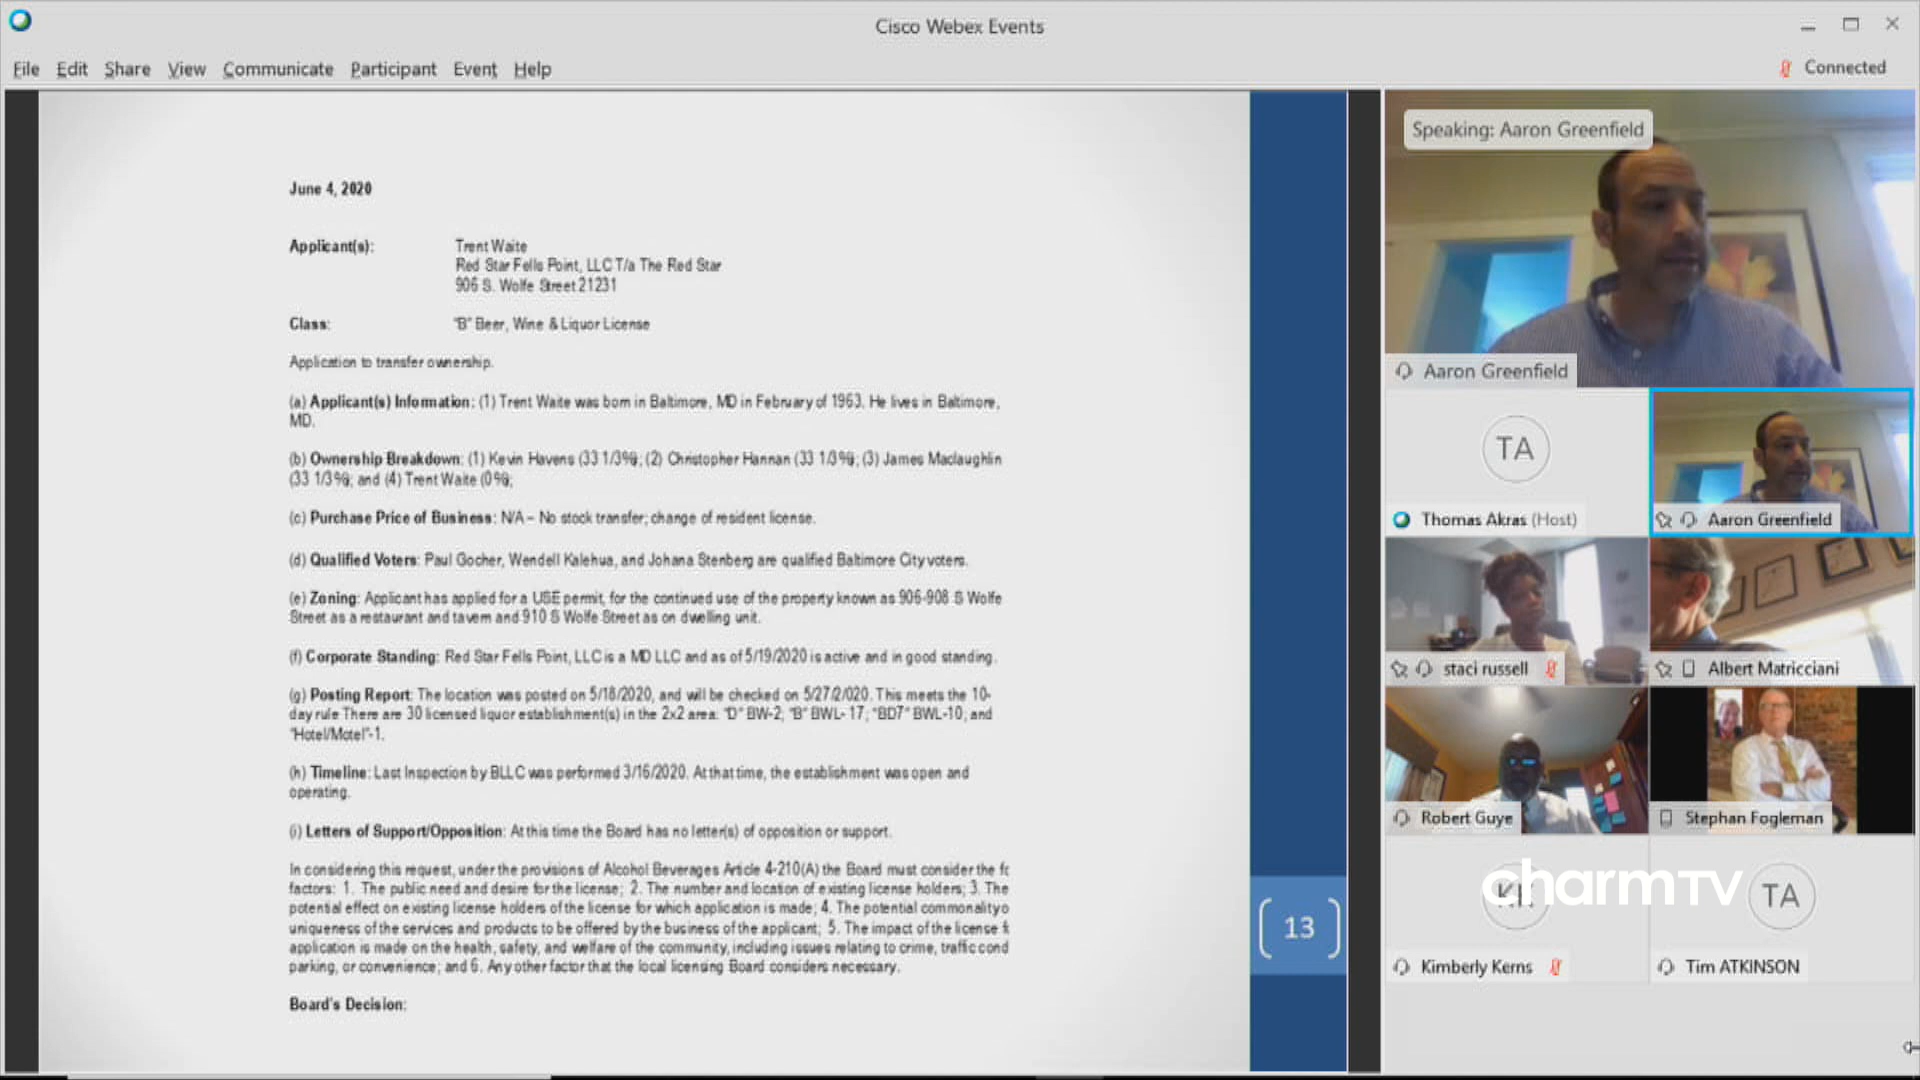 Cisco Webex Events
File Edit Share View Communicate Participant Event Help
Connected
June 4, 2020
Applicant(s): Trent Waite
Red Star Fells Point, LLC T/a The Red Star
906 S. Wolfe Street 21231
Class: "B" Beer, Wine & Liquor License
Application to transfer ownership.
(a) Applicant(s) Information: (1) Trent Waite was born in Baltimore, MD in February of 1963. He lives in Baltimore,
MD.
(b) Ownership Breakdown: (1) Kevin Havens (33 1/3%; (2) Christopher Hannan (33 1/3%; (3) James Maclaughlin
(33 1/3%; and (4) Trent Waite (0%;
(c) Purchase Price of Business: N/A – No stock transfer; change of resident license.
(d) Qualified Voters: Paul Gocher, Wendell Kalehua, and Johana Stenberg are qualified Baltimore City voters.
(e) Zoning: Applicant has applied for a USE permit, for the continued use of the property known as 906-908 S Wolfe
Street as a restaurant and tavern and 910 S Wolfe Street as on dwelling unit.
(f) Corporate Standing: Red Star Fells Point, LLC is a MD LLC and as of 5/19/2020 is active and in good standing.
(g) Posting Report: The location was posted on 5/18/2020, and will be checked on 5/27/2/020. This meets the 10-
day rule There are 30 licensed liquor establishment(s) in the 2x2 area: "D" BW-2, "B" BWL- 17; "BD7" BWL-10; and
"Hotel/Motel"-1.
(h) Timeline: Last Inspection by BLLC was performed 3/16/2020. At that time, the establishment was open and
operating.
(i) Letters of Support/Opposition: At this time the Board has no letter(s) of opposition or support.
In considering this request, under the provisions of Alcohol Beverages Article 4-210(A) the Board must consider the fc
factors: 1. The public need and desire for the license; 2. The number and location of existing license holders; 3. The
potential effect on existing license holders of the license for which application is made; 4. The potential commonality o
uniqueness of the services and products to be offered by the business of the applicant; 5. The impact of the license f
application is made on the health, safety, and welfare of the community, including issues relating to crime, traffic cond
parking, or convenience; and 6. Any other factor that the local licensing Board considers necessary.
Board's Decision:
13
Speaking: Aaron Greenfield
Aaron Greenfield
TA
Thomas Akras (Host)
Aaron Greenfield
staci russell
Albert Matricciani
Robert Guye
Stephan Fogleman
KK
charmTV
TA
Kimberly Kerns
Tim ATKINSON